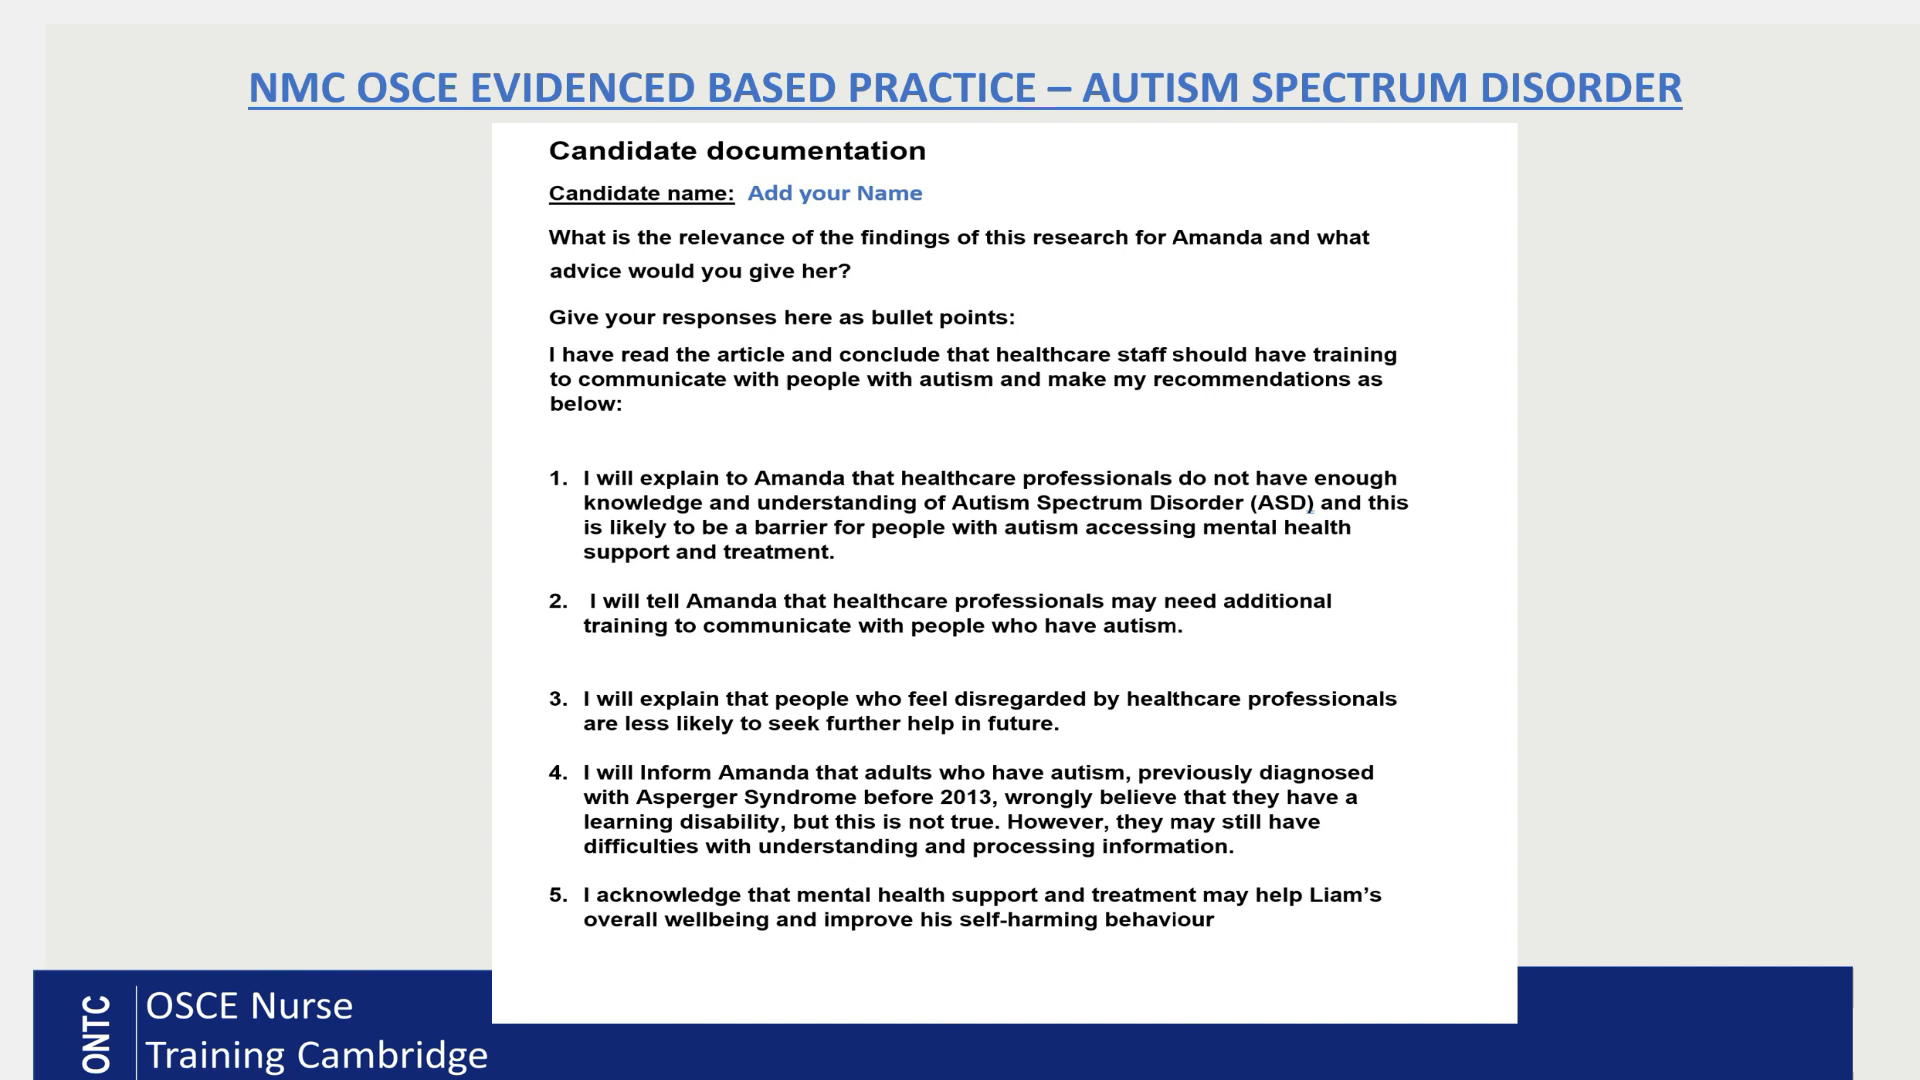 NMC OSCE EVIDENCED BASED PRACTICE – AUTISM SPECTRUM DISORDER
Candidate documentation
Candidate name: Add your Name
What is the relevance of the findings of this research for Amanda and what
advice would you give her?
Give your responses here as bullet points:
I have read the article and conclude that healthcare staff should have training
to communicate with people with autism and make my recommendations as
below:
1. I will explain to Amanda that healthcare professionals do not have enough
knowledge and understanding of Autism Spectrum Disorder (ASD) and this
is likely to be a barrier for people with autism accessing mental health
support and treatment.
2. I will tell Amanda that healthcare professionals may need additional
training to communicate with people who have autism.
3. I will explain that people who feel disregarded by healthcare professionals
are less likely to seek further help in future.
4. I will Inform Amanda that adults who have autism, previously diagnosed
with Asperger Syndrome before 2013, wrongly believe that they have a
learning disability, but this is not true. However, they may still have
difficulties with understanding and processing information.
5. I acknowledge that mental health support and treatment may help Liam’s
overall wellbeing and improve his self-harming behaviour
ONTC
OSCE Nurse
Training Cambridge